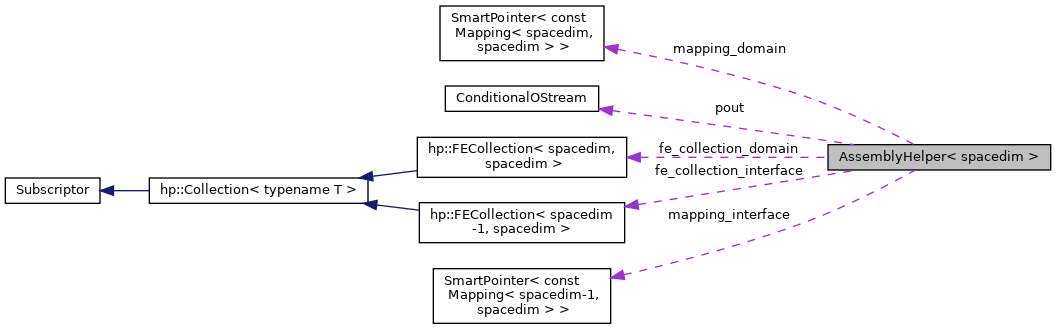 SmartPointer< const
Mapping< spacedim,
spacedim > >
mapping_domain
ConditionalOStream
pout
hp::FECollection< spacedim,
spacedim >
fe_collection_domain
AssemblyHelper< spacedim >
fe_collection_interface
Subscriptor
hp::Collection< typename T >
hp::FECollection< spacedim
-1, spacedim >
mapping_interface
SmartPointer< const
Mapping< spacedim-1,
spacedim > >